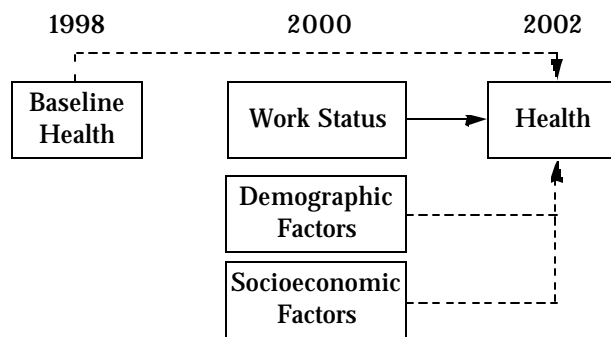 1998 2000 2002
Baseline
Health
Work Status
Health
Demographic
Factors
Socioeconomic
Factors